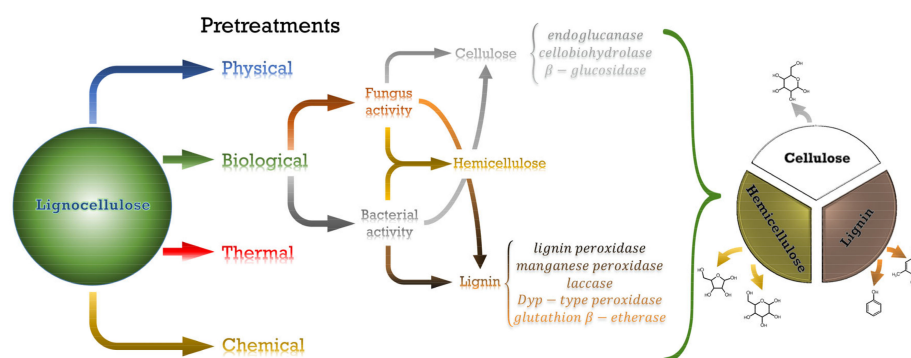 Pretreatments
Physical
Biological
Thermal
Chemical
Lignocellulose
Fungus
activity
Bacterial
activity
Cellulose
Hemicellulose
Lignin
endoglucanase
cellobiohydrolase
β − glucosidase
lignin peroxidase
manganese peroxidase
laccase
Dyp − type peroxidase
glutathion β − etherase
Cellulose
Hemicellulose
Lignin